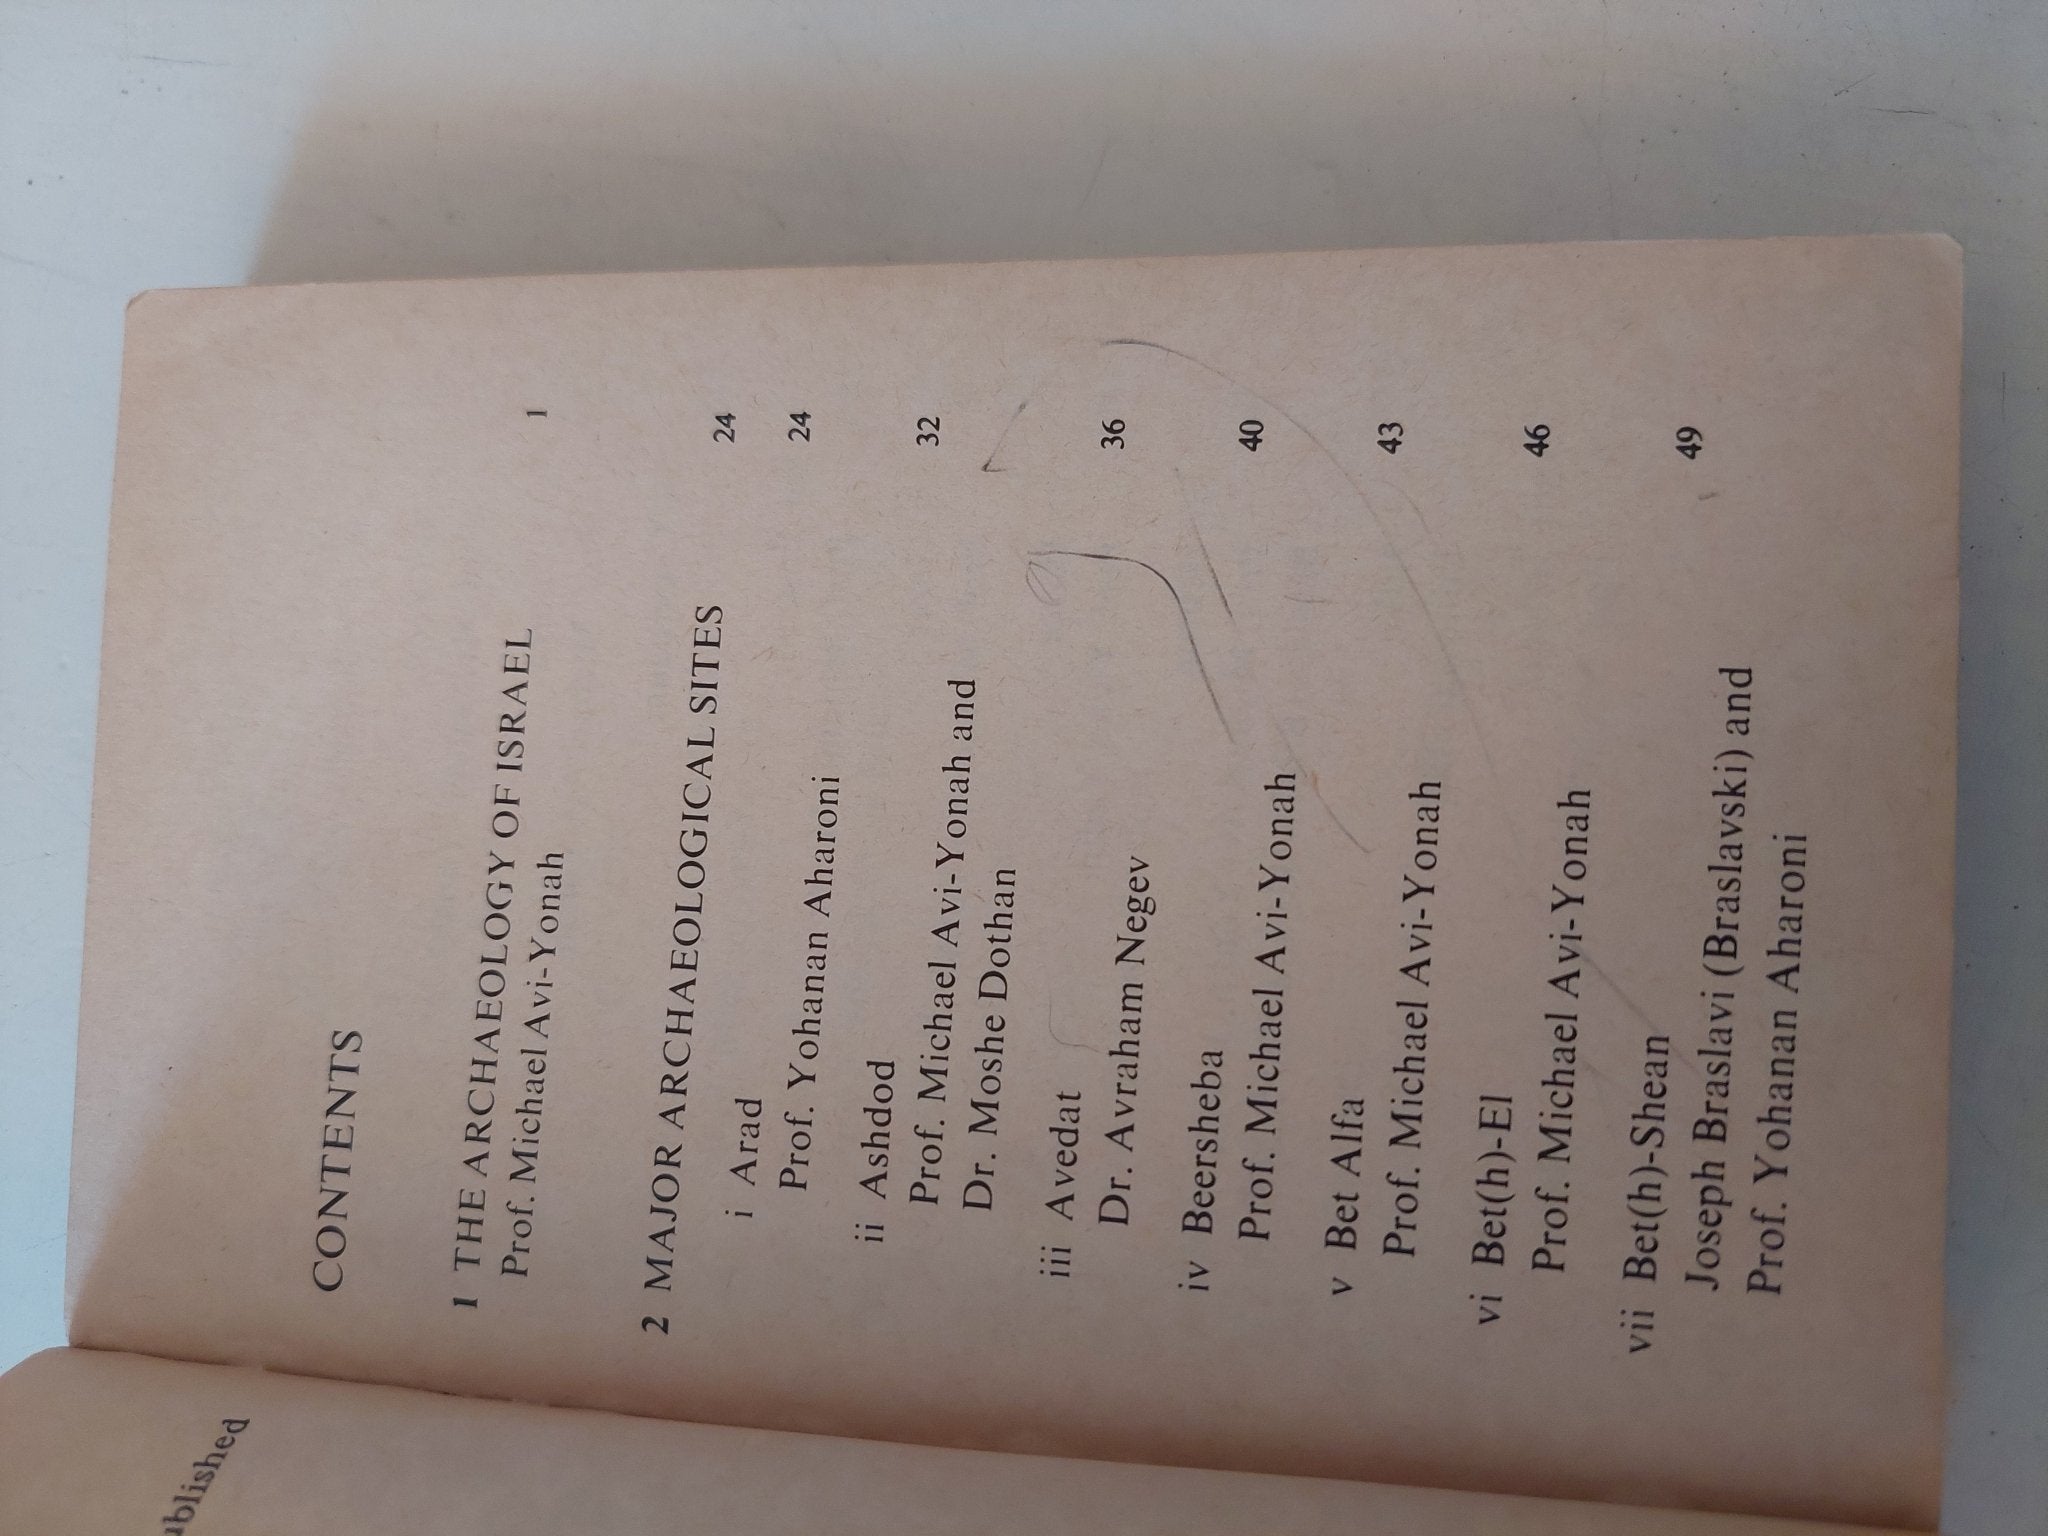 CONTENTS
1 THE ARCHAEOLOGY OF ISRAEL
Prof. Michael Avi-Yonah 1
2 MAJOR ARCHAEOLOGICAL SITES 24
i Arad
Prof. Yohanan Aharoni 24
ii Ashdod
Prof. Michael Avi-Yonah and 32
Dr. Moshe Dothan
iii Avedat
Dr. Avraham Negev 36
iv Beersheba
Prof. Michael Avi-Yonah 40
v Bet Alfa
Prof. Michael Avi-Yonah 43
vi Bet(h)-El
Prof. Michael Avi-Yonah 46
vii Bet(h)-Shean
Joseph Braslavi (Braslavski) and 49
Prof. Yohanan Aharoni